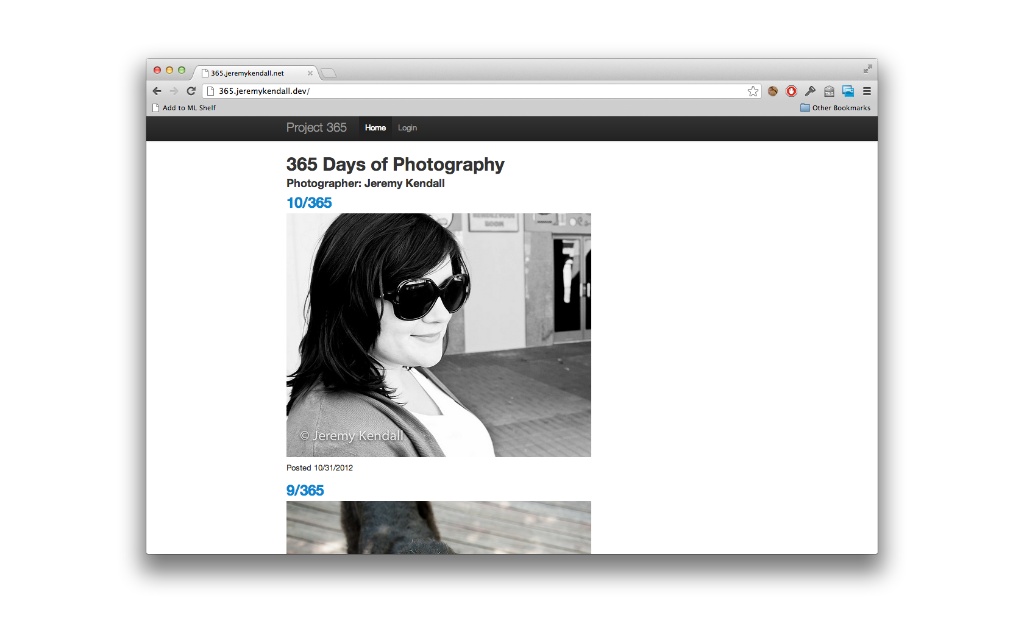 365.jeremykendall.net
365.jeremykendall.dev/
Add to ML Shelf
Other Bookmarks
Project 365
Home
Login
365 Days of Photography
Photographer: Jeremy Kendall
10/365
© Jeremy Kendall
Posted 10/31/2012
9/365